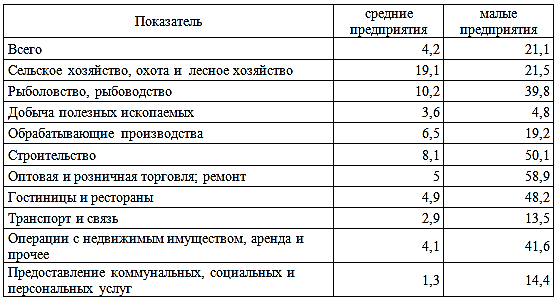 Показатель средние предприятия малые предприятия
Всего 4,2 21,1
Сельское хозяйство, охота и лесное хозяйство 19,1 21,5
Рыболовство, рыбоводство 10,2 39,8
Добыча полезных ископаемых 3,6 4,8
Обрабатывающие производства 6,5 19,2
Строительство 8,1 50,1
Оптовая и розничная торговля; ремонт 5 58,9
Гостиницы и рестораны 4,9 48,2
Транспорт и связь 2,9 13,5
Операции с недвижимым имуществом, аренда и
прочее 4,1 41,6
Предоставление коммунальных, социальных и
персональных услуг 1,3 14,4